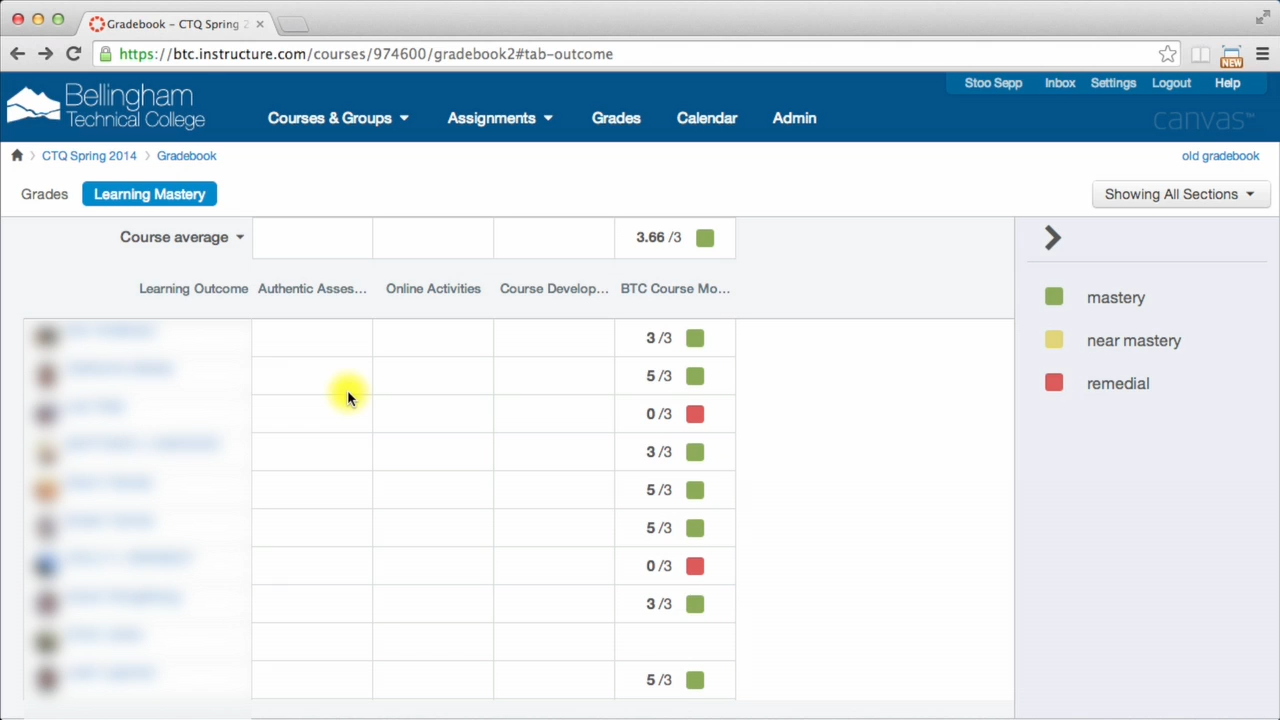 Gradebook – CTQ Spring 2
https://btc.instructure.com/courses/974600/gradebook2#tab-outcome
NEW
Bellingham
Technical College
Stoo Sepp Inbox Settings Logout Help
Courses & Groups Assignments Grades Calendar Admin
canvas™
CTQ Spring 2014 Gradebook
old gradebook
Grades Learning Mastery
Showing All Sections
Course average 3.66 /3
Learning Outcome Authentic Asses... Online Activities Course Develop... BTC Course Mo...
3 /3
5 /3
0 /3
3 /3
5 /3
5 /3
0 /3
3 /3
5 /3
mastery
near mastery
remedial